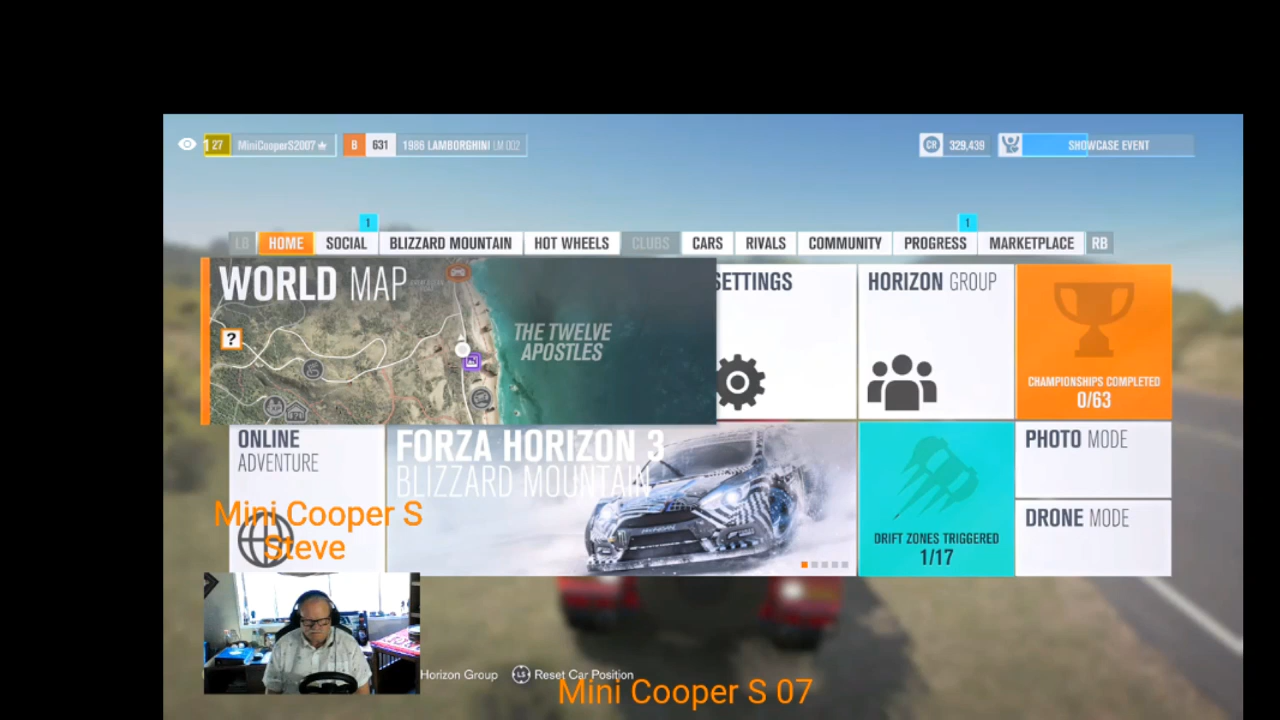 127 MiniCooperS2007 B 631 1986 LAMBORGHINI LM 002
CR 329,439 SHOWCASE EVENT
1 1
LB HOME SOCIAL BLIZZARD MOUNTAIN HOT WHEELS CLUBS CARS RIVALS COMMUNITY PROGRESS MARKETPLACE RB
WORLD MAP
THE TWELVE
APOSTLES
?
SETTINGS
HORIZON GROUP
CHAMPIONSHIPS COMPLETED
0/63
ONLINE
ADVENTURE
FORZA HORIZON 3
BLIZZARD MOUNTAIN
DRIFT ZONES TRIGGERED
1/17
PHOTO MODE
DRONE MODE
Mini Cooper S
Steve
Horizon Group LS Reset Car Position
Mini Cooper S 07